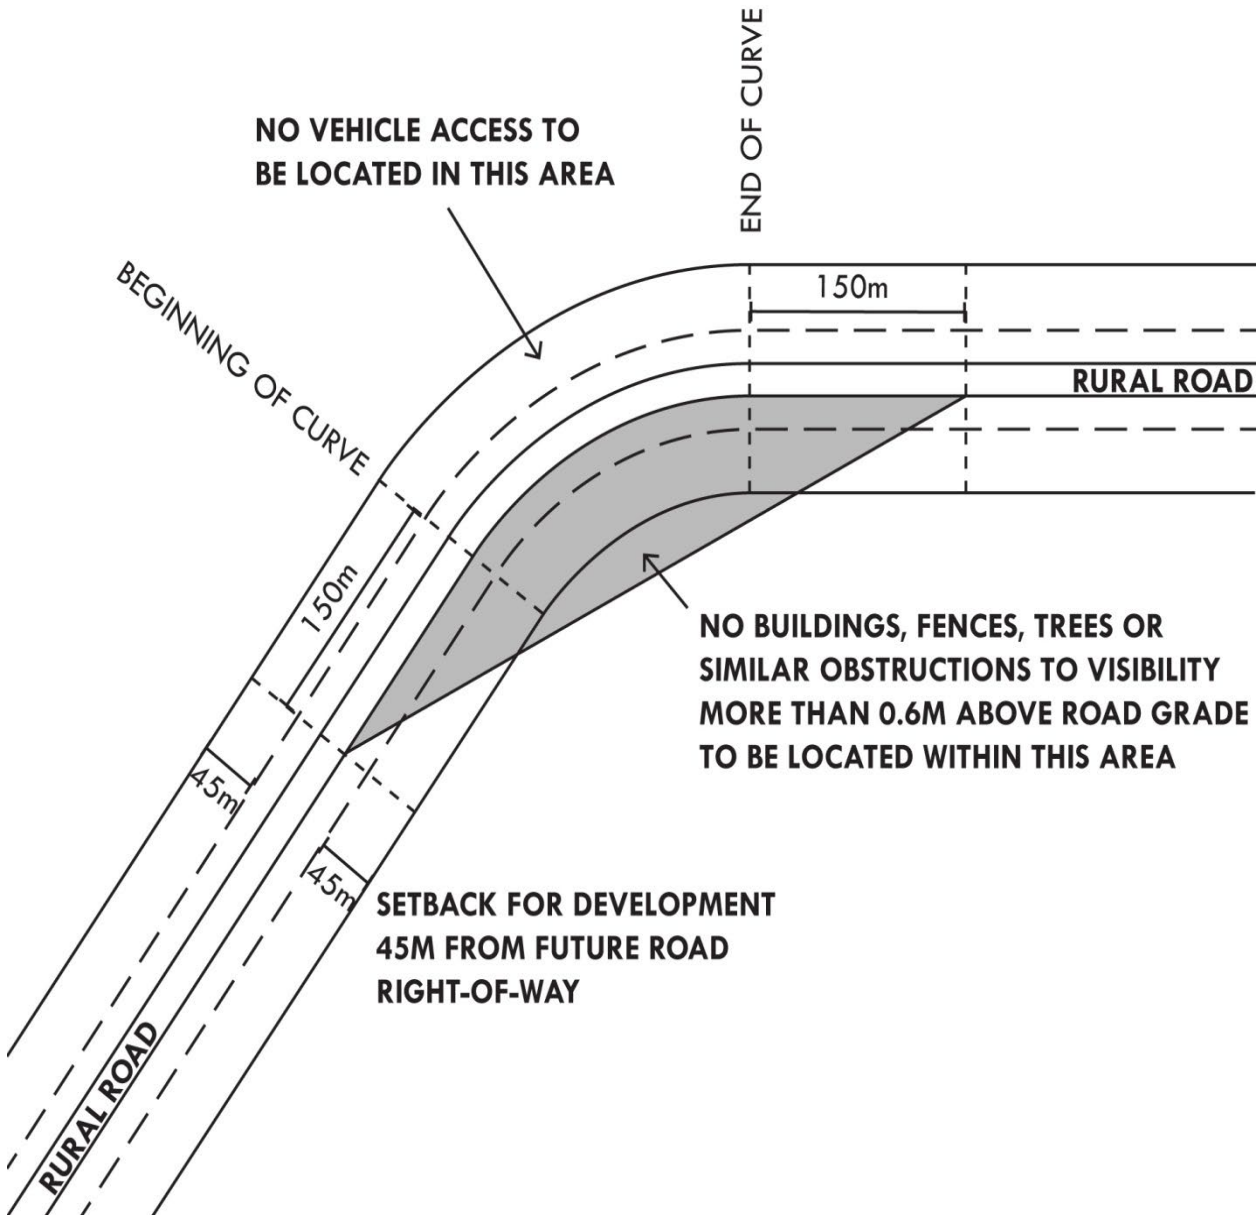 END OF CURVE
NO VEHICLE ACCESS TO
BE LOCATED IN THIS AREA
BEGINNING OF CURVE
150m
RURAL ROAD
150m
NO BUILDINGS, FENCES, TREES OR
SIMILAR OBSTRUCTIONS TO VISIBILITY
MORE THAN 0.6M ABOVE ROAD GRADE
TO BE LOCATED WITHIN THIS AREA
45m
45m
SETBACK FOR DEVELOPMENT
45M FROM FUTURE ROAD
RIGHT-OF-WAY
RURAL ROAD